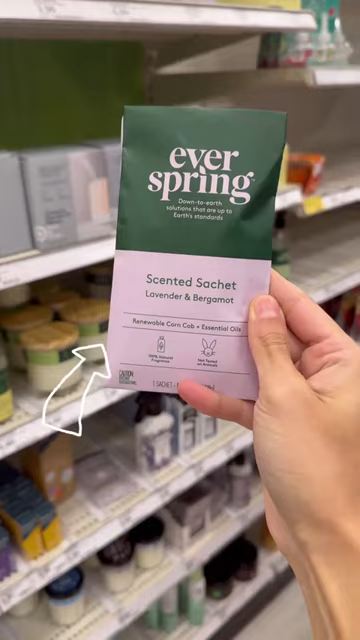 ever
spring
Down-to-earth
solutions that are up to
Earth's standards
Scented Sachet
Lavender & Bergamot
Renewable Corn Cob + Essential Oils
100% Natural
Fragrance
Not Tested
on Animals
CAUTION:
1 SACHET